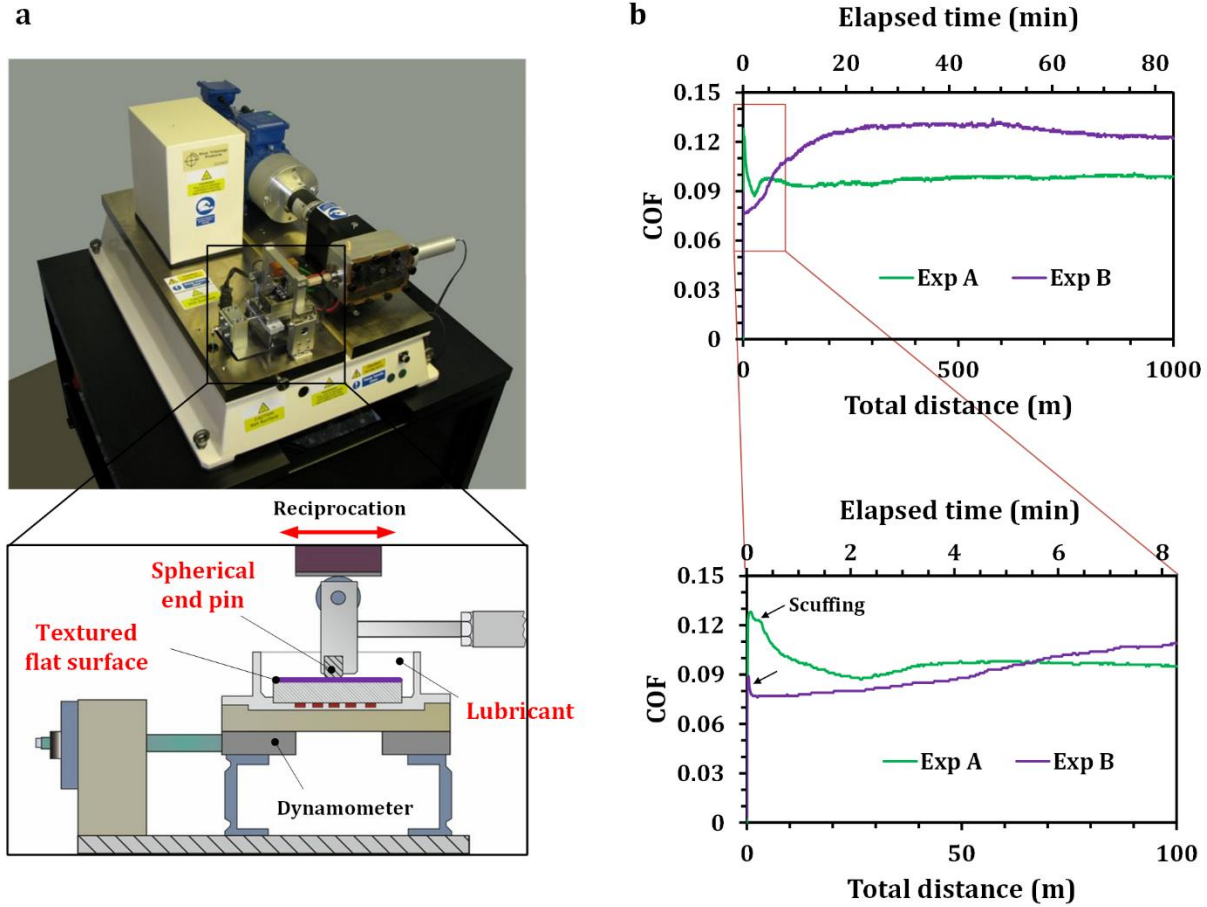 a
Reciprocation
Spherical
end pin
Textured
flat surface
Lubricant
Dynamometer
b
Elapsed time (min)
0 20 40 60 80
0.15
0.12
0.09
0.06
0.03
0
COF
Exp A Exp B
0 500 1000
Total distance (m)
Elapsed time (min)
0 2 4 6 8
0.15
0.12
0.09
0.06
0.03
0
COF
Scuffing
Exp A Exp B
0 50 100
Total distance (m)